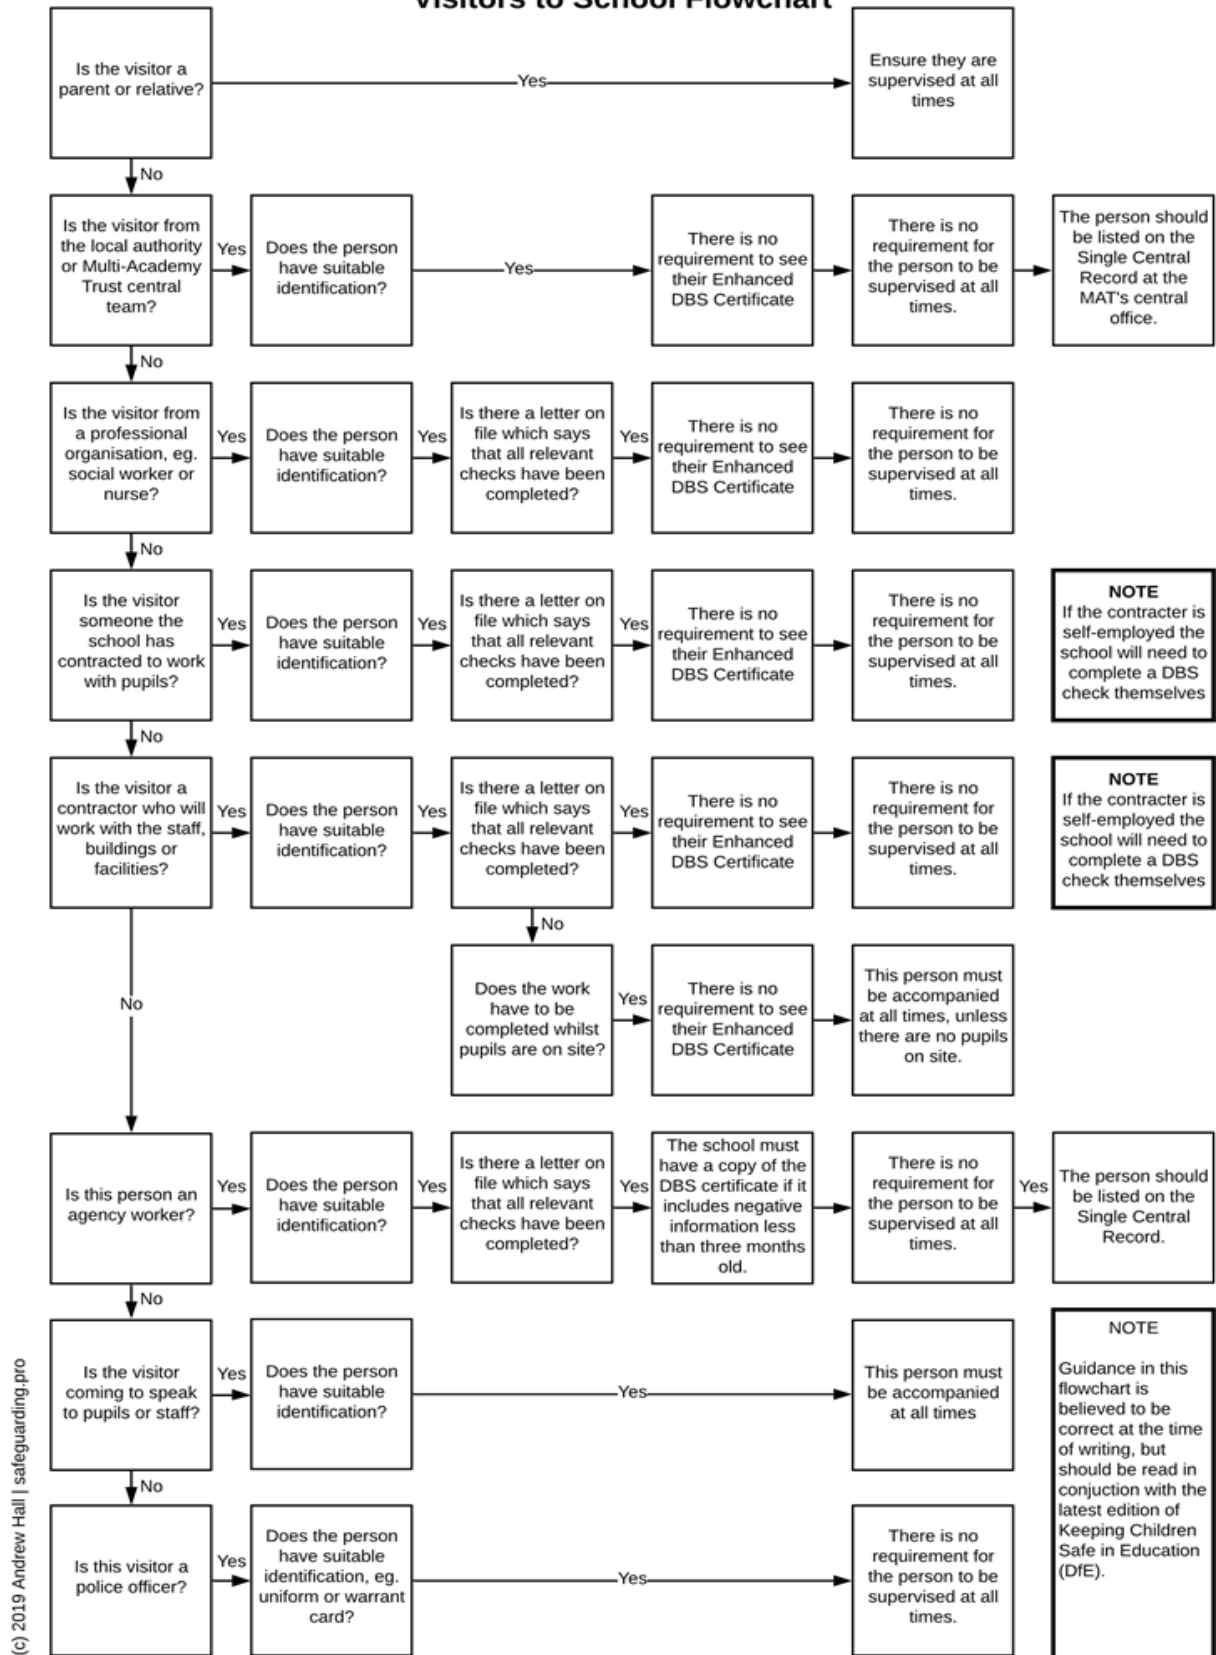 Visitors to School Flowchart
Is the visitor a
parent or relative?
Yes
Ensure they are
supervised at all
times
No
Is the visitor from
the local authority
or Multi-Academy
Trust central
team?
Yes
Does the person
have suitable
identification?
Yes
There is no
requirement to see
their Enhanced
DBS Certificate
There is no
requirement for
the person to be
supervised at all
times.
The person should
be listed on the
Single Central
Record at the
MAT's central
office.
No
Is the visitor from
a professional
organisation, eg.
social worker or
nurse?
Yes
Does the person
have suitable
identification?
Yes
Is there a letter on
file which says
that all relevant
checks have been
completed?
Yes
There is no
requirement to see
their Enhanced
DBS Certificate
There is no
requirement for
the person to be
supervised at all
times.
No
Is the visitor
someone the
school has
contracted to work
with pupils?
Yes
Does the person
have suitable
identification?
Yes
Is there a letter on
file which says
that all relevant
checks have been
completed?
Yes
There is no
requirement to see
their Enhanced
DBS Certificate
There is no
requirement for
the person to be
supervised at all
times.
NOTE
If the contracter is
self-employed the
school will need to
complete a DBS
check themselves
No
Is the visitor a
contractor who will
work with the staff,
buildings or
facilities?
Yes
Does the person
have suitable
identification?
Yes
Is there a letter on
file which says
that all relevant
checks have been
completed?
Yes
There is no
requirement to see
their Enhanced
DBS Certificate
There is no
requirement for
the person to be
supervised at all
times.
NOTE
If the contracter is
self-employed the
school will need to
complete a DBS
check themselves
No
No
Does the work
have to be
completed whilst
pupils are on site?
Yes
There is no
requirement to see
their Enhanced
DBS Certificate
This person must
be accompanied
at all times, unless
there are no pupils
on site.
Is this person an
agency worker?
Yes
Does the person
have suitable
identification?
Yes
Is there a letter on
file which says
that all relevant
checks have been
completed?
Yes
The school must
have a copy of the
DBS certificate if it
includes negative
information less
than three months
old.
There is no
requirement for
the person to be
supervised at all
times.
Yes
The person should
be listed on the
Single Central
Record.
No
Is the visitor
coming to speak
to pupils or staff?
Yes
Does the person
have suitable
identification?
Yes
This person must
be accompanied
at all times
NOTE
Guidance in this
flowchart is
believed to be
correct at the time
of writing, but
should be read in
conjuction with the
latest edition of
Keeping Children
Safe in Education
(DfE).
No
Is this visitor a
police officer?
Yes
Does the person
have suitable
identification, eg.
uniform or warrant
card?
Yes
There is no
requirement for
the person to be
supervised at all
times.
(c) 2019 Andrew Hall | safeguarding.pro